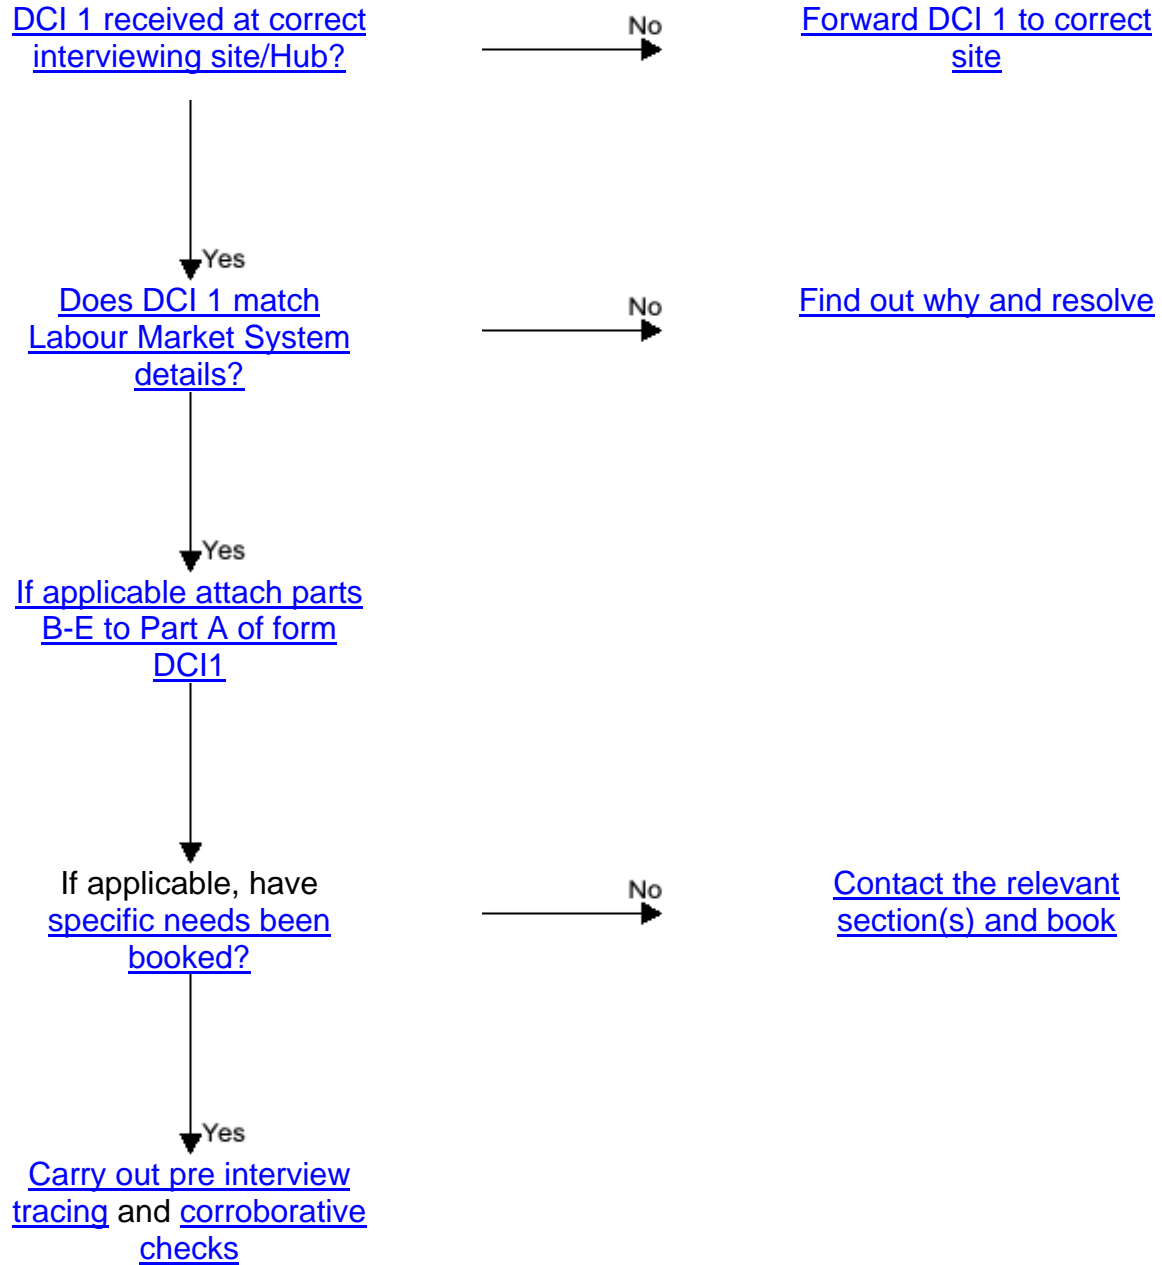 DCI 1 received at correct
interviewing site/Hub?
No
Forward DCI 1 to correct
site
Yes
Does DCI 1 match
Labour Market System
details?
No
Find out why and resolve
Yes
If applicable attach parts
B-E to Part A of form
DCI1
If applicable, have
specific needs been
booked?
No
Contact the relevant
section(s) and book
Yes
Carry out pre interview
tracing and corroborative
checks